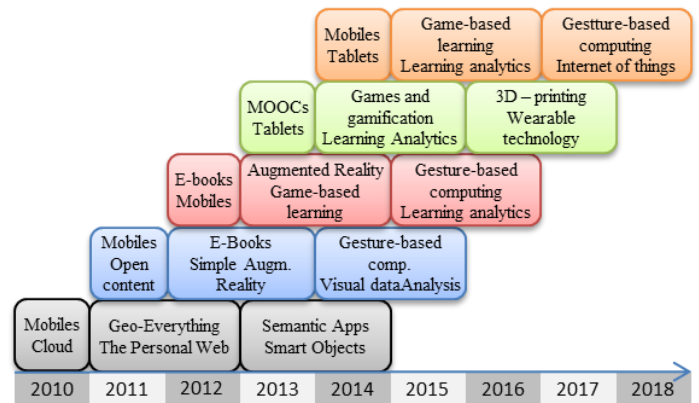 Mobiles
Tablets
Game-based
learning
Learning analytics
Gestture-based
computing
Internet of things
MOOCs
Tablets
Games and
gamification
Learning Analytics
3D – printing
Wearable
technology
E-books
Mobiles
Augmented Reality
Game-based
learning
Gesture-based
computing
Learning analytics
Mobiles
Open
content
E-Books
Simple Augm.
Reality
Gesture-based
comp.
Visual dataAnalysis
Mobiles
Cloud
Geo-Everything
The Personal Web
Semantic Apps
Smart Objects
2010 2011 2012 2013 2014 2015 2016 2017 2018